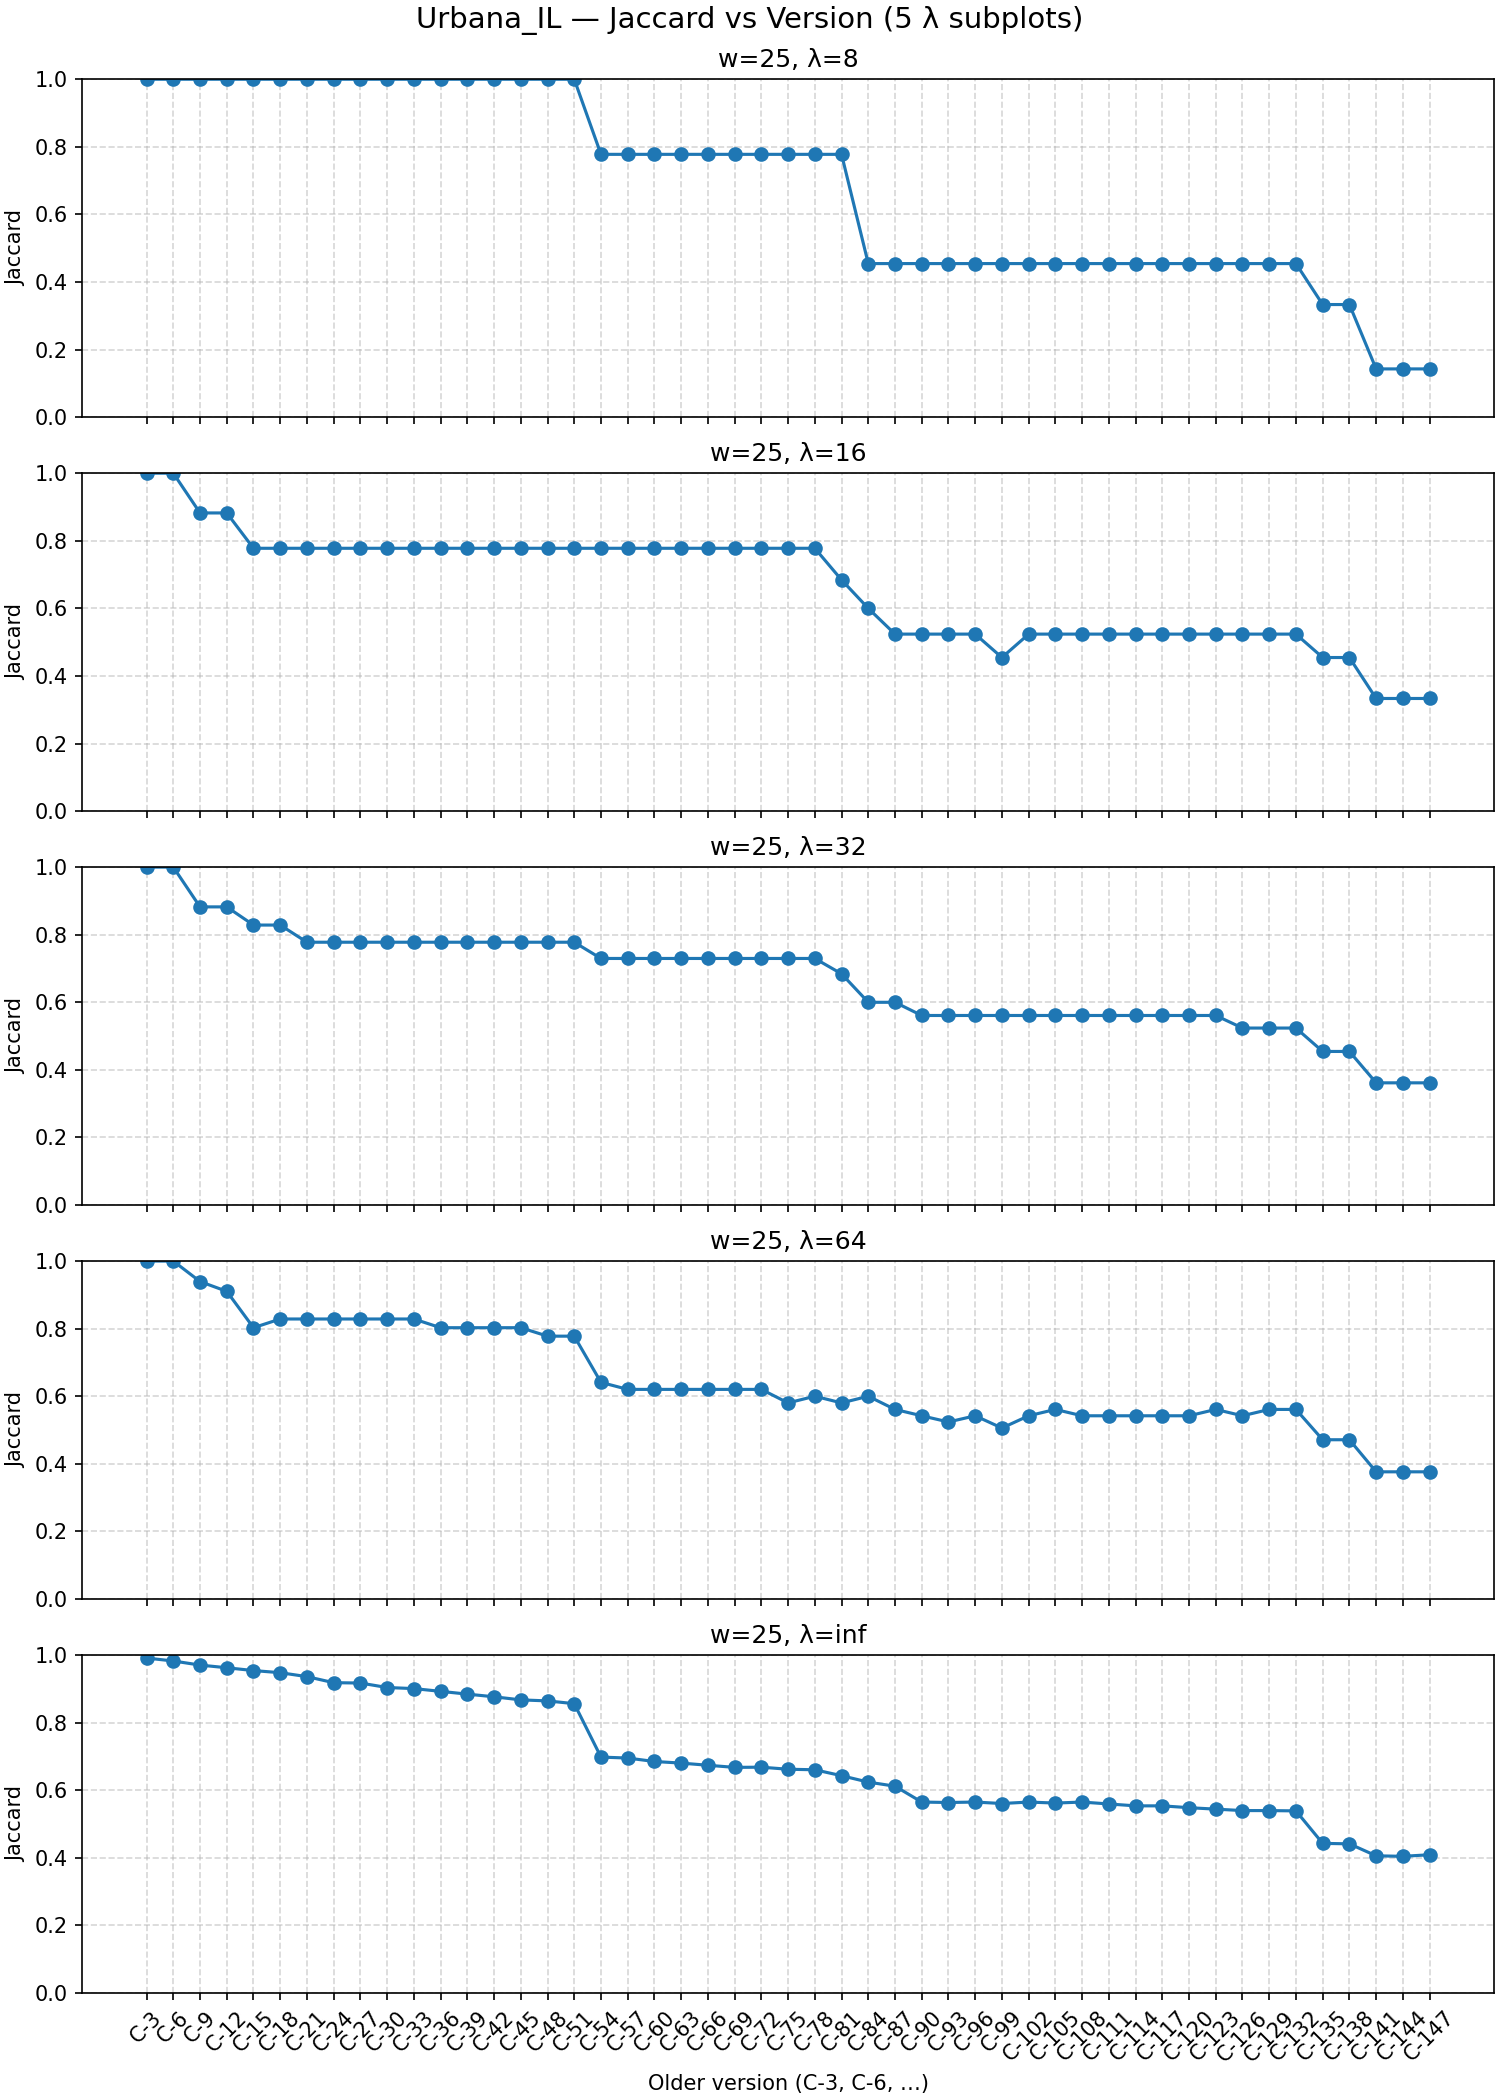 Urbana_IL — Jaccard vs Version (5 λ subplots)
w=25, λ=8
Jaccard
1.0
0.8
0.6
0.4
0.2
0.0
w=25, λ=16
Jaccard
1.0
0.8
0.6
0.4
0.2
0.0
w=25, λ=32
Jaccard
1.0
0.8
0.6
0.4
0.2
0.0
w=25, λ=64
Jaccard
1.0
0.8
0.6
0.4
0.2
0.0
w=25, λ=inf
Jaccard
1.0
0.8
0.6
0.4
0.2
0.0
C-3 C-6 C-9 C-12 C-15 C-18 C-21 C-24 C-27 C-30 C-33 C-36 C-39 C-42 C-45 C-48 C-51 C-54 C-57 C-60 C-63 C-66 C-69 C-72 C-75 C-78 C-81 C-84 C-87 C-90 C-93 C-96 C-99 C-102 C-105 C-108 C-111 C-114 C-117 C-120 C-123 C-126 C-129 C-132 C-135 C-138 C-141 C-144 C-147
Older version (C-3, C-6, ...)